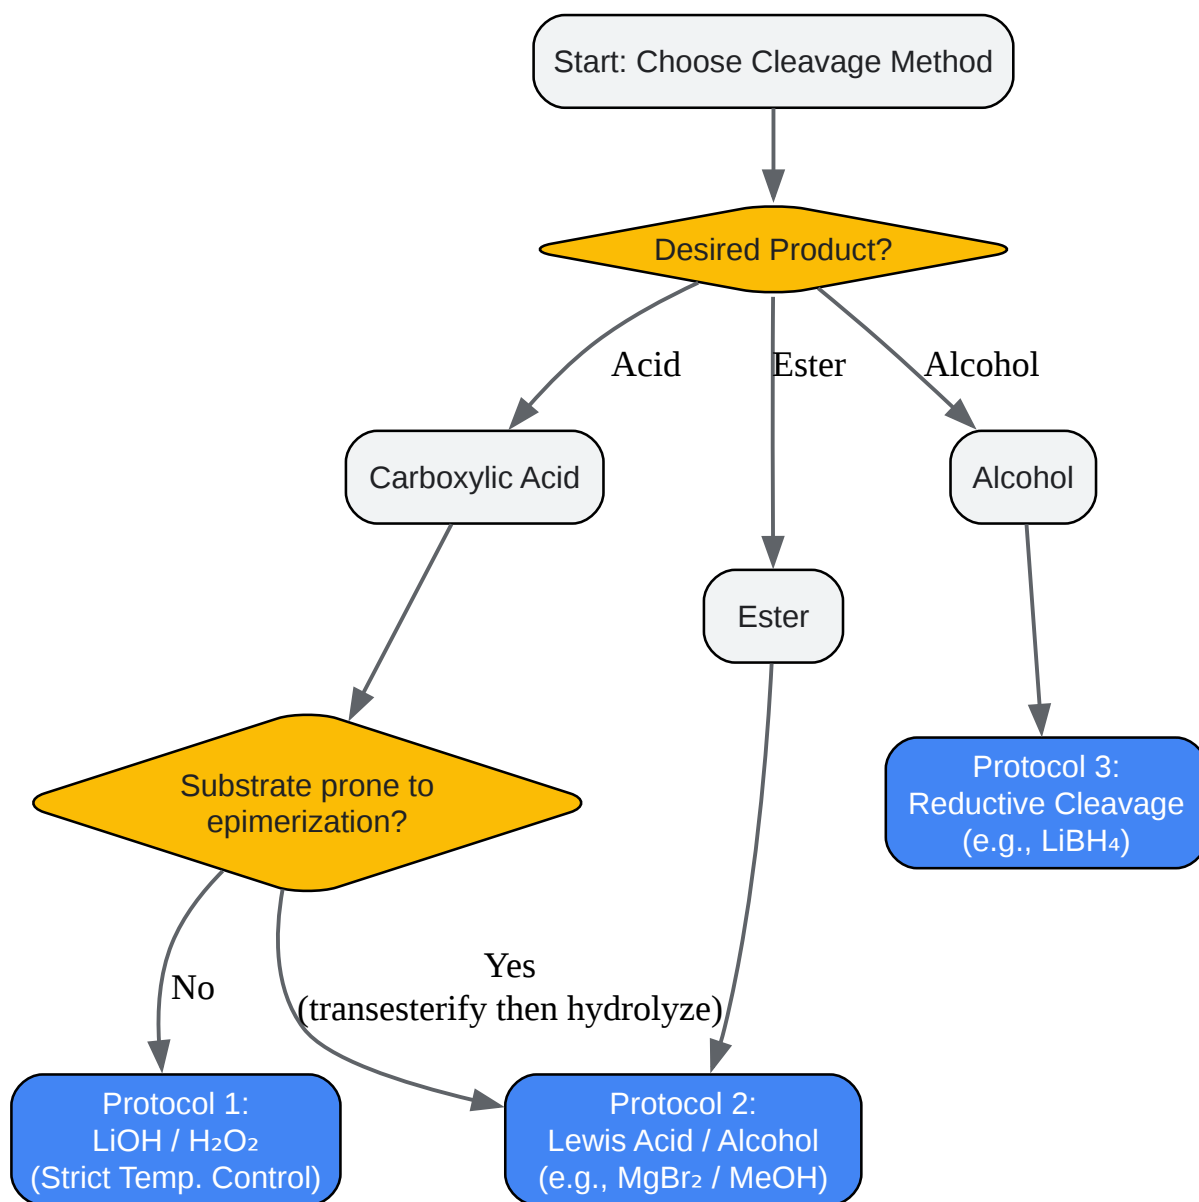 Start: Choose Cleavage Method
Desired Product?
Acid
Ester
Alcohol
Carboxylic Acid
Alcohol
Ester
Substrate prone to
epimerization?
Protocol 3:
Reductive Cleavage
(e.g., LiBH₄)
No
Yes
(transesterify then hydrolyze)
Protocol 1:
LiOH / H₂O₂
(Strict Temp. Control)
Protocol 2:
Lewis Acid / Alcohol
(e.g., MgBr₂ / MeOH)